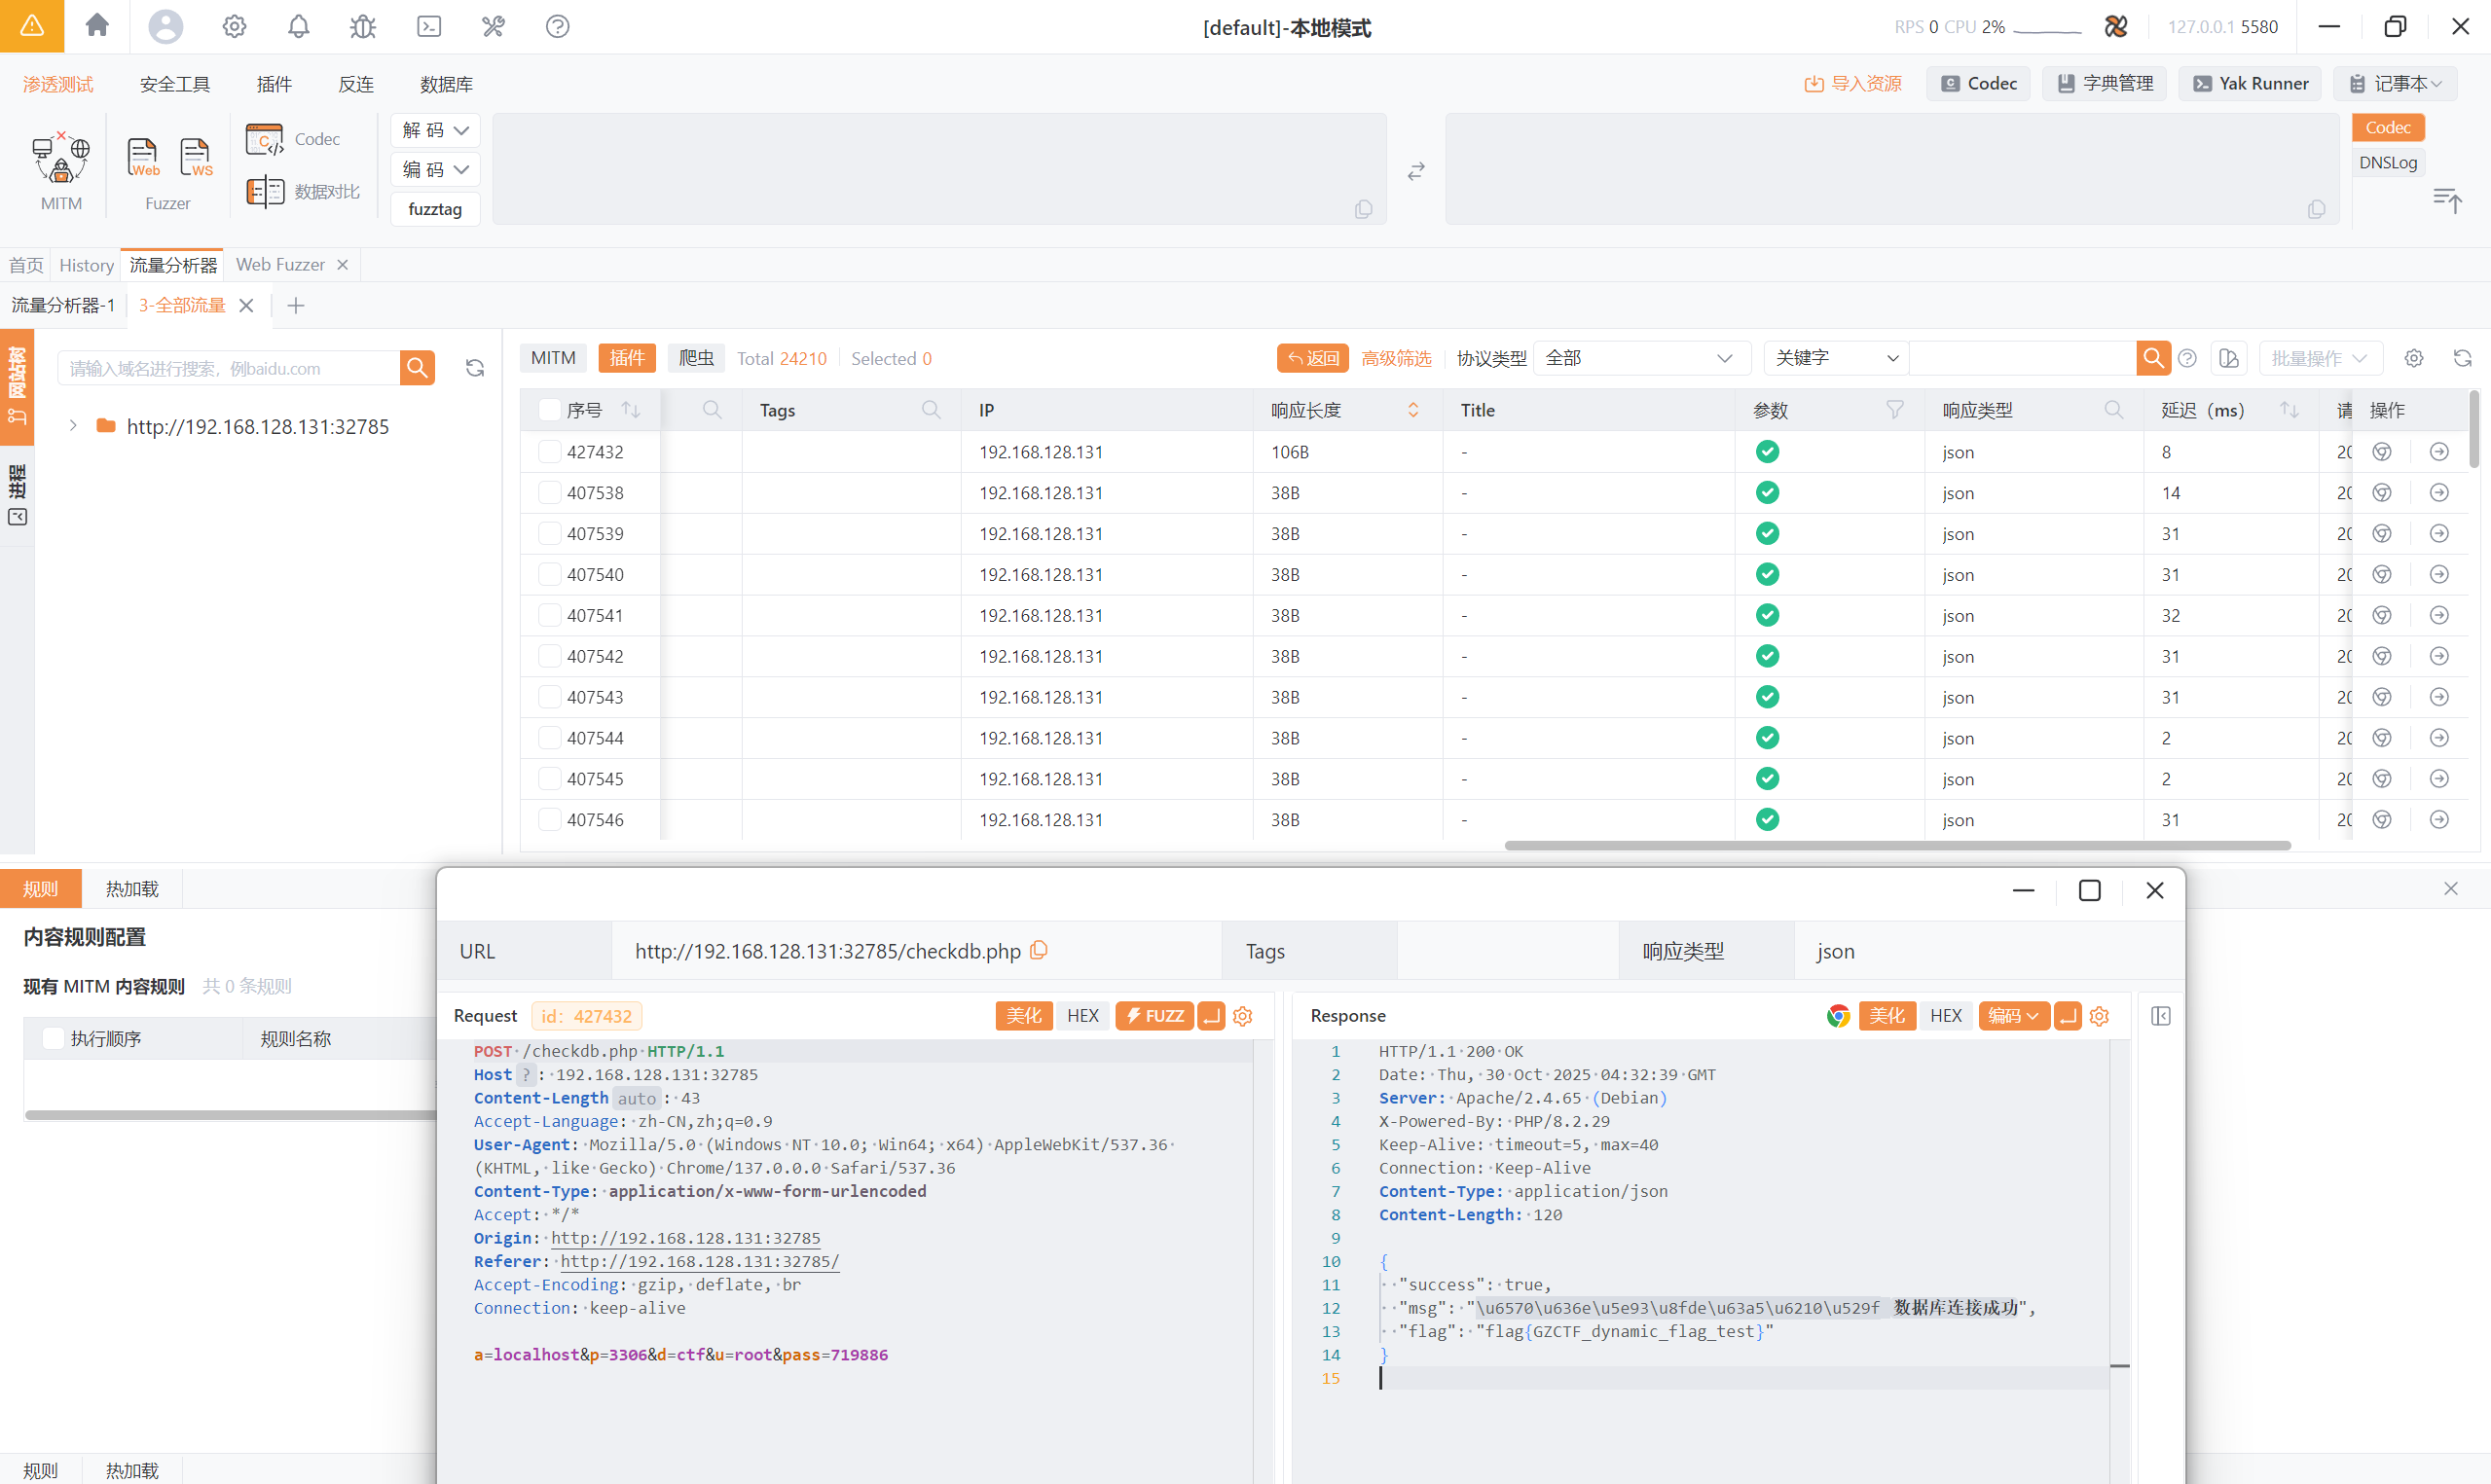 [default]-本地模式
RPS 0 CPU 2%
127.0.0.1 5580
渗透测试 安全工具 插件 反连 数据库
导入资源 Codec 字典管理 Yak Runner 记事本
MITM
Web WS
Fuzzer
Codec
数据对比
解 码
编 码
fuzztag
Codec
DNSLog
首页 History 流量分析器 Web Fuzzer
流量分析器-1 3-全部流量
进程
请输入域名进行搜索，例baidu.com
http://192.168.128.131:32785
MITM 插件 爬虫 Total 24210 Selected 0
返回 高级筛选 协议类型 全部 关键字 批量操作
序号 Tags IP 响应长度 Title 参数 响应类型 延迟（ms） 请 操作
427432 192.168.128.131 106B - json 8 20
407538 192.168.128.131 38B - json 14 20
407539 192.168.128.131 38B - json 31 20
407540 192.168.128.131 38B - json 31 20
407541 192.168.128.131 38B - json 32 20
407542 192.168.128.131 38B - json 31 20
407543 192.168.128.131 38B - json 31 20
407544 192.168.128.131 38B - json 2 20
407545 192.168.128.131 38B - json 2 20
407546 192.168.128.131 38B - json 31 20
规则 热加载
内容规则配置
现有 MITM 内容规则 共 0 条规则
执行顺序 规则名称
规则 热加载
URL http://192.168.128.131:32785/checkdb.php Tags 响应类型 json
Request id：427432 美化 HEX FUZZ
POST /checkdb.php HTTP/1.1
Host ? : 192.168.128.131:32785
Content-Length auto : 43
Accept-Language: zh-CN,zh;q=0.9
User-Agent: Mozilla/5.0 (Windows NT 10.0; Win64; x64) AppleWebKit/537.36
(KHTML, like Gecko) Chrome/137.0.0.0 Safari/537.36
Content-Type: application/x-www-form-urlencoded
Accept: */*
Origin: http://192.168.128.131:32785
Referer: http://192.168.128.131:32785/
Accept-Encoding: gzip, deflate, br
Connection: keep-alive
a=localhost&p=3306&d=ctf&u=root&pass=719886
Response 美化 HEX 编码
1 HTTP/1.1 200 OK
2 Date: Thu, 30 Oct 2025 04:32:39 GMT
3 Server: Apache/2.4.65 (Debian)
4 X-Powered-By: PHP/8.2.29
5 Keep-Alive: timeout=5, max=40
6 Connection: Keep-Alive
7 Content-Type: application/json
8 Content-Length: 120
9
10 {
11 "success": true,
12 "msg": "\u6570\u636e\u5e93\u8fde\u63a5\u6210\u529f 数据库连接成功",
13 "flag": "flag{GZCTF_dynamic_flag_test}"
14 }
15